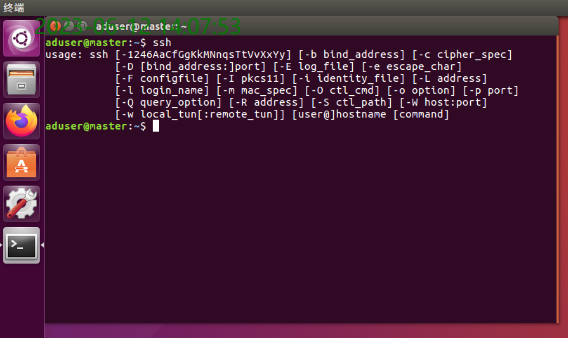 终端
aduser@master: ~
aduser@master:~$ ssh
usage: ssh [-1246AaCfGgKkMNnqsTtVvXxYy] [-b bind_address] [-c cipher_spec]
[-D [bind_address:]port] [-E log_file] [-e escape_char]
[-F configfile] [-I pkcs11] [-i identity_file] [-L address]
[-l login_name] [-m mac_spec] [-O ctl_cmd] [-o option] [-p port]
[-Q query_option] [-R address] [-S ctl_path] [-W host:port]
[-w local_tun[:remote_tun]] [user@]hostname [command]
aduser@master:~$